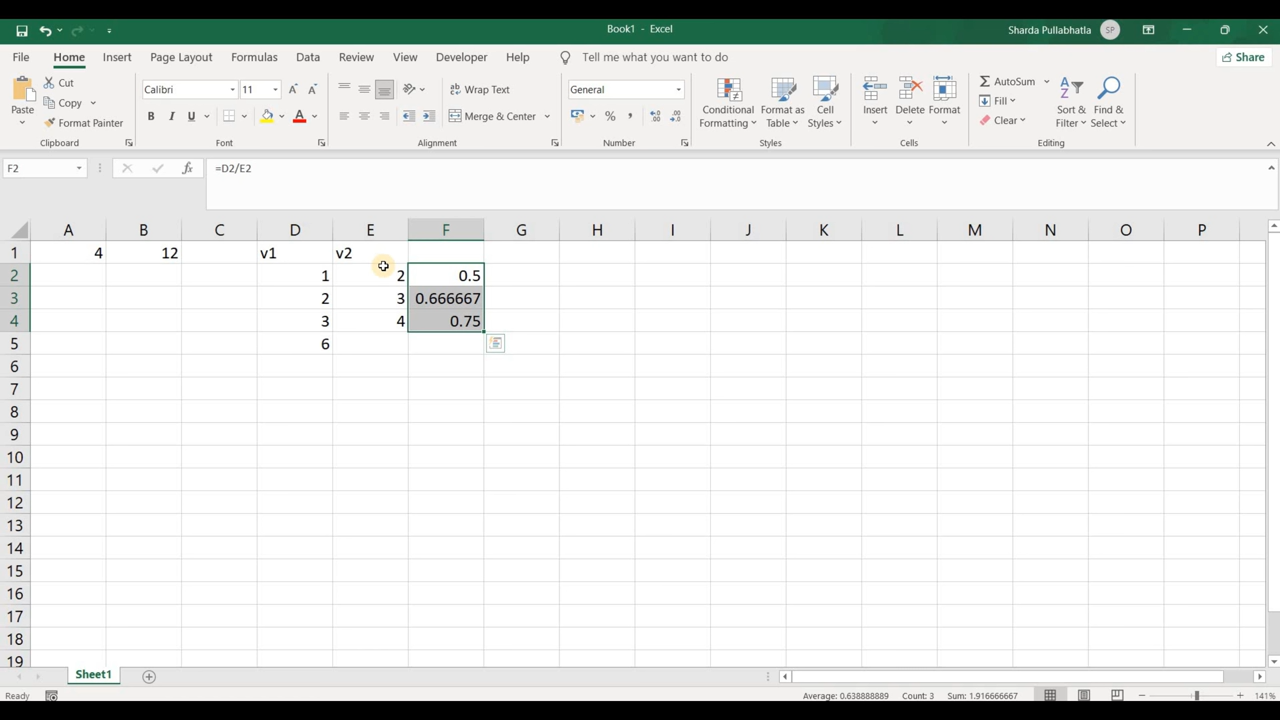 Book1 - Excel
Sharda Pullabhatla SP
File Home Insert Page Layout Formulas Data Review View Developer Help Tell me what you want to do Share
Paste
Cut
Copy
Format Painter
Clipboard
Calibri 11
B I U
Font
Wrap Text
Merge & Center
Alignment
General
Number
Conditional Formatting
Format as Table
Cell Styles
Styles
Insert Delete Format
Cells
AutoSum
Fill
Clear
Sort & Filter
Find & Select
Editing
F2 fx =D2/E2
A B C D E F G H I J K L M N O P
1 4 12 v1 v2
2 1 2 0.5
3 2 3 0.666667
4 3 4 0.75
5 6
6
7
8
9
10
11
12
13
14
15
16
17
18
19
Sheet1
Ready Average: 0.638888889 Count: 3 Sum: 1.916666667 141%